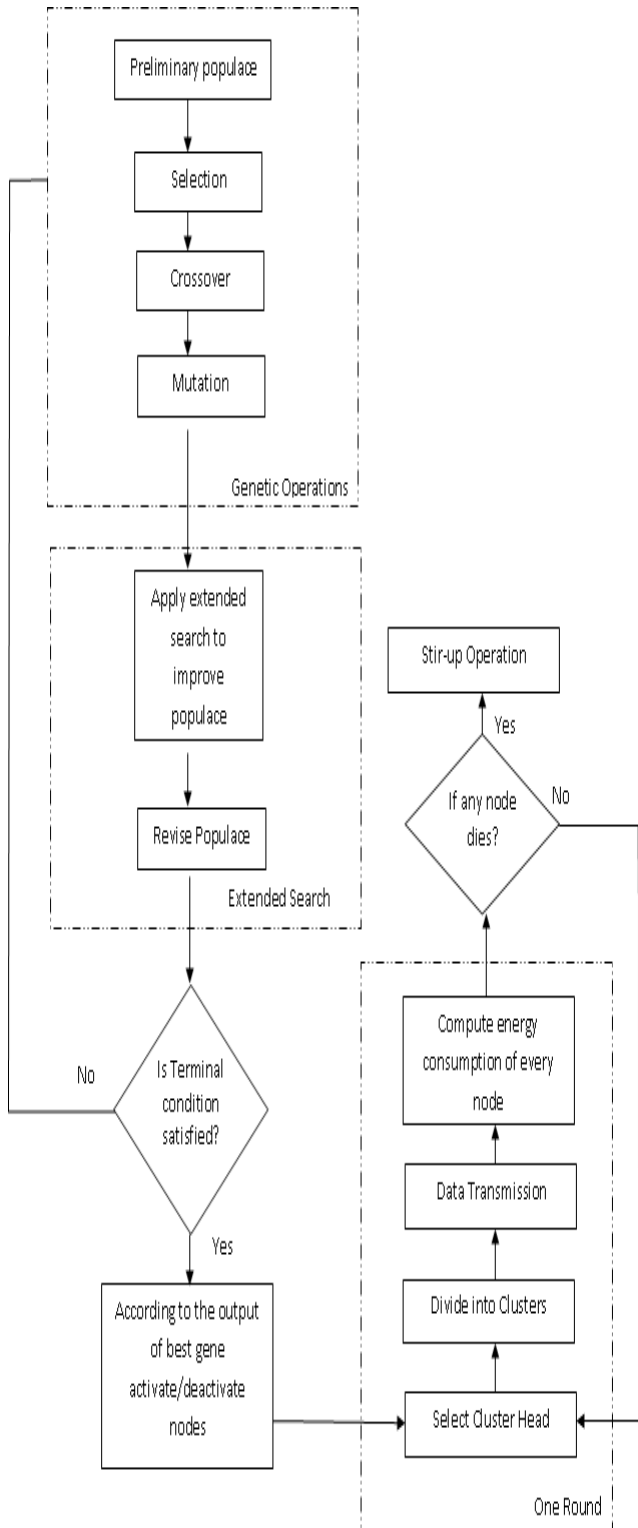 Preliminary populace
Selection
Crossover
Mutation
Genetic Operations
Apply extended
search to
improve
populace
Revise Populace
Extended Search
Is Terminal
condition
satisfied?
No
Yes
According to the output
of best gene
activate/deactivate
nodes
Stir-up Operation
Yes
If any node
dies?
No
Compute energy
consumption of every
node
Data Transmission
Divide into Clusters
Select Cluster Head
One Round